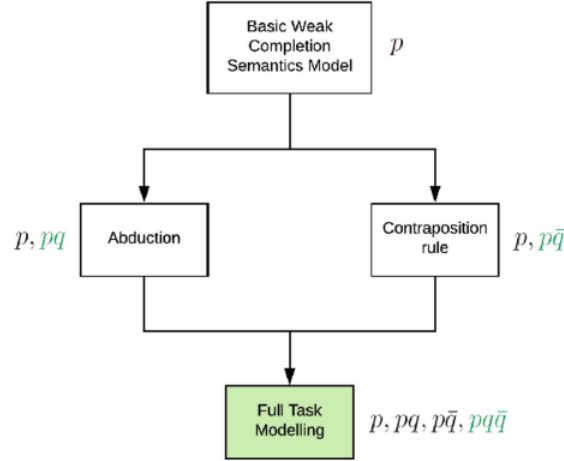 Basic Weak
Completion
Semantics Model
p
p, pq
Abduction
Contraposition
rule
p, pq̄
Full Task
Modelling
p, pq, pq̄, pqq̄